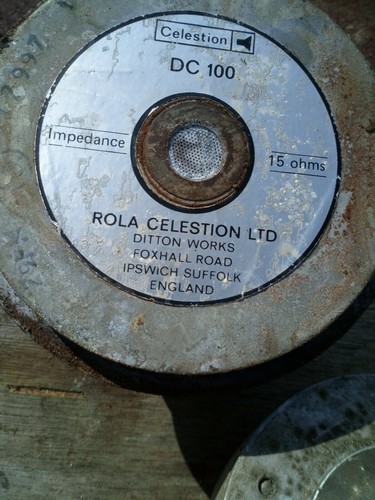 Celestion
DC 100
Impedance
15 ohms
ROLA CELESTION LTD
DITTON WORKS
FOXHALL ROAD
IPSWICH SUFFOLK
ENGLAND